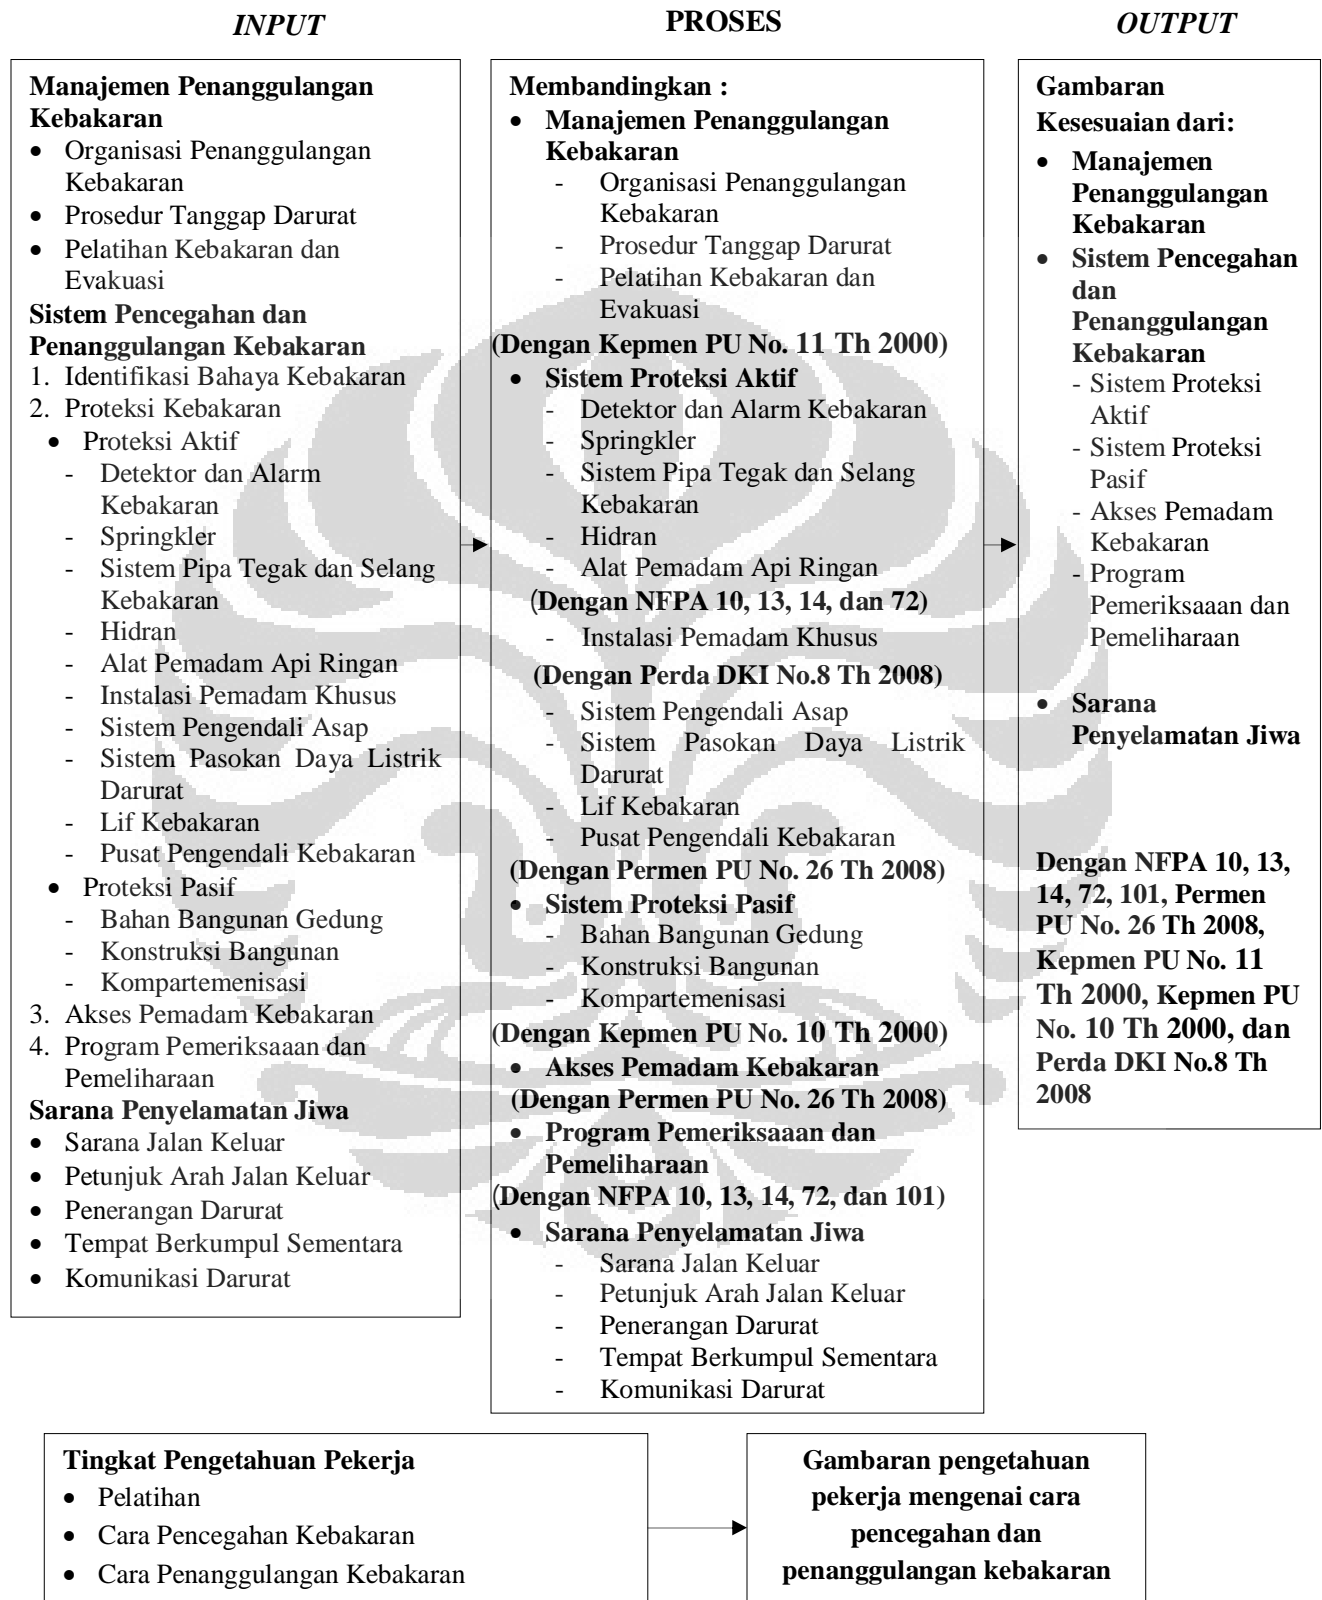 INPUT
PROSES
OUTPUT
Manajemen Penanggulangan
Kebakaran
• Organisasi Penanggulangan
Kebakaran
• Prosedur Tanggap Darurat
• Pelatihan Kebakaran dan
Evakuasi
Sistem Pencegahan dan
Penanggulangan Kebakaran
1. Identifikasi Bahaya Kebakaran
2. Proteksi Kebakaran
• Proteksi Aktif
- Detektor dan Alarm
Kebakaran
- Springkler
- Sistem Pipa Tegak dan Selang
Kebakaran
- Hidran
- Alat Pemadam Api Ringan
- Instalasi Pemadam Khusus
- Sistem Pengendali Asap
- Sistem Pasokan Daya Listrik
Darurat
- Lif Kebakaran
- Pusat Pengendali Kebakaran
• Proteksi Pasif
- Bahan Bangunan Gedung
- Konstruksi Bangunan
- Kompartemenisasi
3. Akses Pemadam Kebakaran
4. Program Pemeriksaaan dan
Pemeliharaan
Sarana Penyelamatan Jiwa
• Sarana Jalan Keluar
• Petunjuk Arah Jalan Keluar
• Penerangan Darurat
• Tempat Berkumpul Sementara
• Komunikasi Darurat
Membandingkan :
• Manajemen Penanggulangan
Kebakaran
- Organisasi Penanggulangan
Kebakaran
- Prosedur Tanggap Darurat
- Pelatihan Kebakaran dan
Evakuasi
(Dengan Kepmen PU No. 11 Th 2000)
• Sistem Proteksi Aktif
- Detektor dan Alarm Kebakaran
- Springkler
- Sistem Pipa Tegak dan Selang
Kebakaran
- Hidran
- Alat Pemadam Api Ringan
(Dengan NFPA 10, 13, 14, dan 72)
- Instalasi Pemadam Khusus
(Dengan Perda DKI No.8 Th 2008)
- Sistem Pengendali Asap
- Sistem Pasokan Daya Listrik
Darurat
- Lif Kebakaran
- Pusat Pengendali Kebakaran
(Dengan Permen PU No. 26 Th 2008)
• Sistem Proteksi Pasif
- Bahan Bangunan Gedung
- Konstruksi Bangunan
- Kompartemenisasi
(Dengan Kepmen PU No. 10 Th 2000)
• Akses Pemadam Kebakaran
(Dengan Permen PU No. 26 Th 2008)
• Program Pemeriksaaan dan
Pemeliharaan
(Dengan NFPA 10, 13, 14, 72, dan 101)
• Sarana Penyelamatan Jiwa
- Sarana Jalan Keluar
- Petunjuk Arah Jalan Keluar
- Penerangan Darurat
- Tempat Berkumpul Sementara
- Komunikasi Darurat
Gambaran
Kesesuaian dari:
• Manajemen
Penanggulangan
Kebakaran
• Sistem Pencegahan
dan
Penanggulangan
Kebakaran
- Sistem Proteksi
Aktif
- Sistem Proteksi
Pasif
- Akses Pemadam
Kebakaran
- Program
Pemeriksaaan dan
Pemeliharaan
• Sarana
Penyelamatan Jiwa
Dengan NFPA 10, 13,
14, 72, 101, Permen
PU No. 26 Th 2008,
Kepmen PU No. 11
Th 2000, Kepmen PU
No. 10 Th 2000, dan
Perda DKI No.8 Th
2008
Tingkat Pengetahuan Pekerja
• Pelatihan
• Cara Pencegahan Kebakaran
• Cara Penanggulangan Kebakaran
Gambaran pengetahuan
pekerja mengenai cara
pencegahan dan
penanggulangan kebakaran